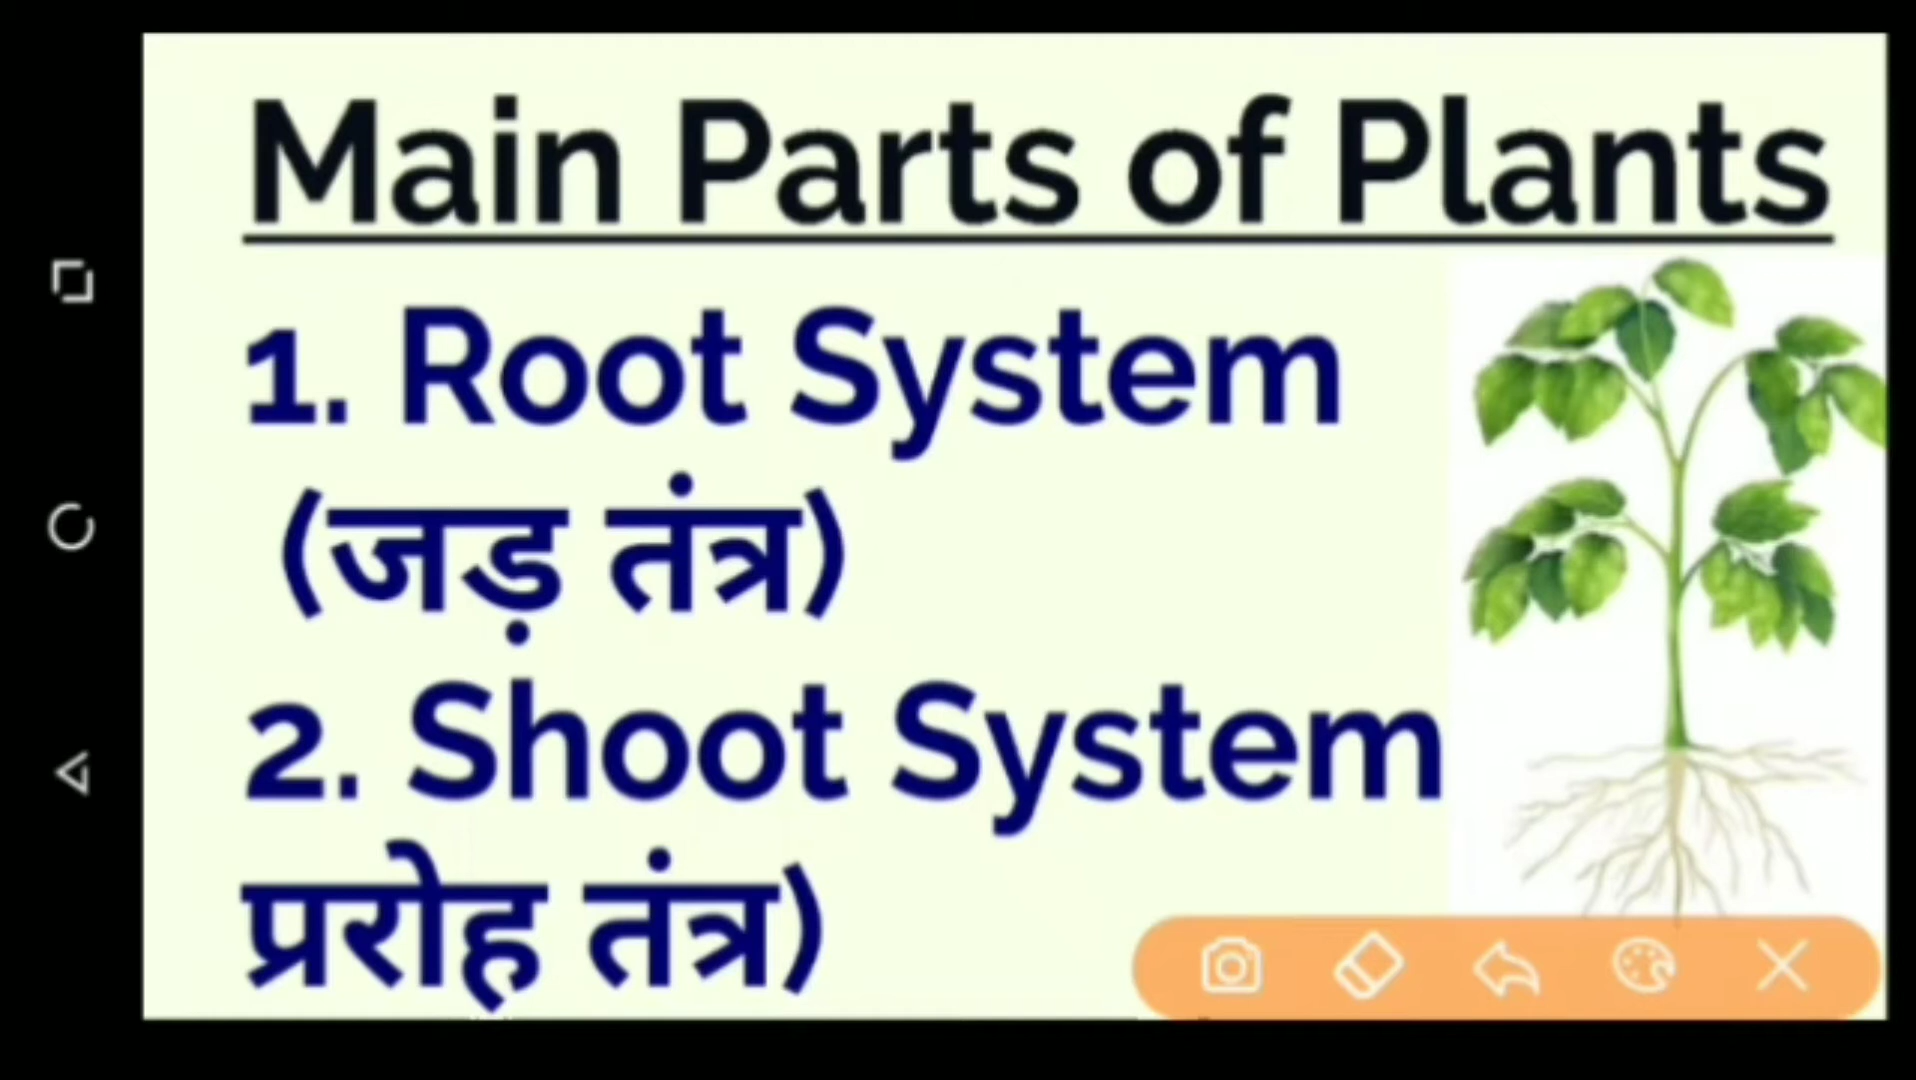 Main Parts of Plants
1. Root System
(जड़ तंत्र)
2. Shoot System
प्ररोह तंत्र)